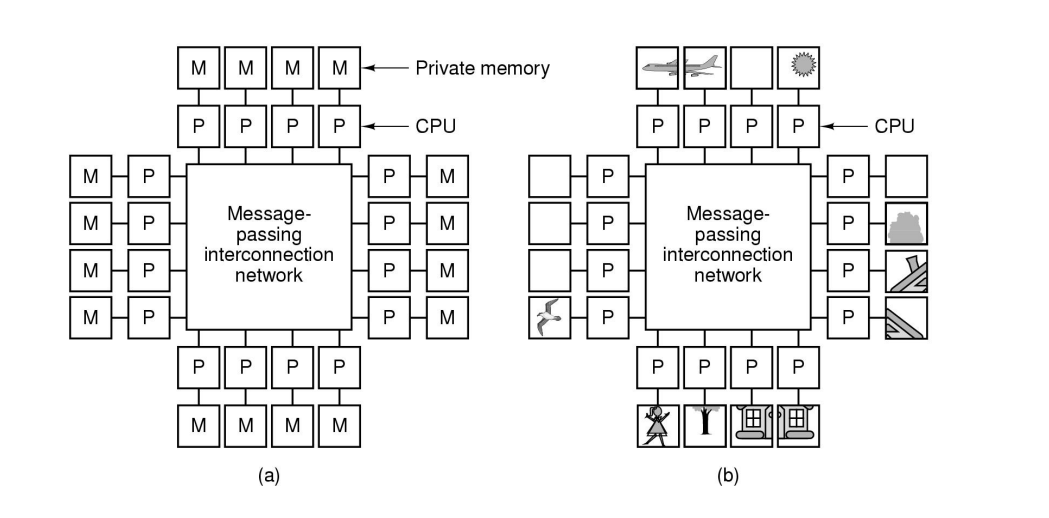 M M M M Private memory
P P P P CPU
M P P M
M P P M
M P P M
M P P M
Message-
passing
interconnection
network
P P P P
M M M M
(a)
P P P P CPU
P P
P P
P P
P P
Message-
passing
interconnection
network
P P P P
(b)